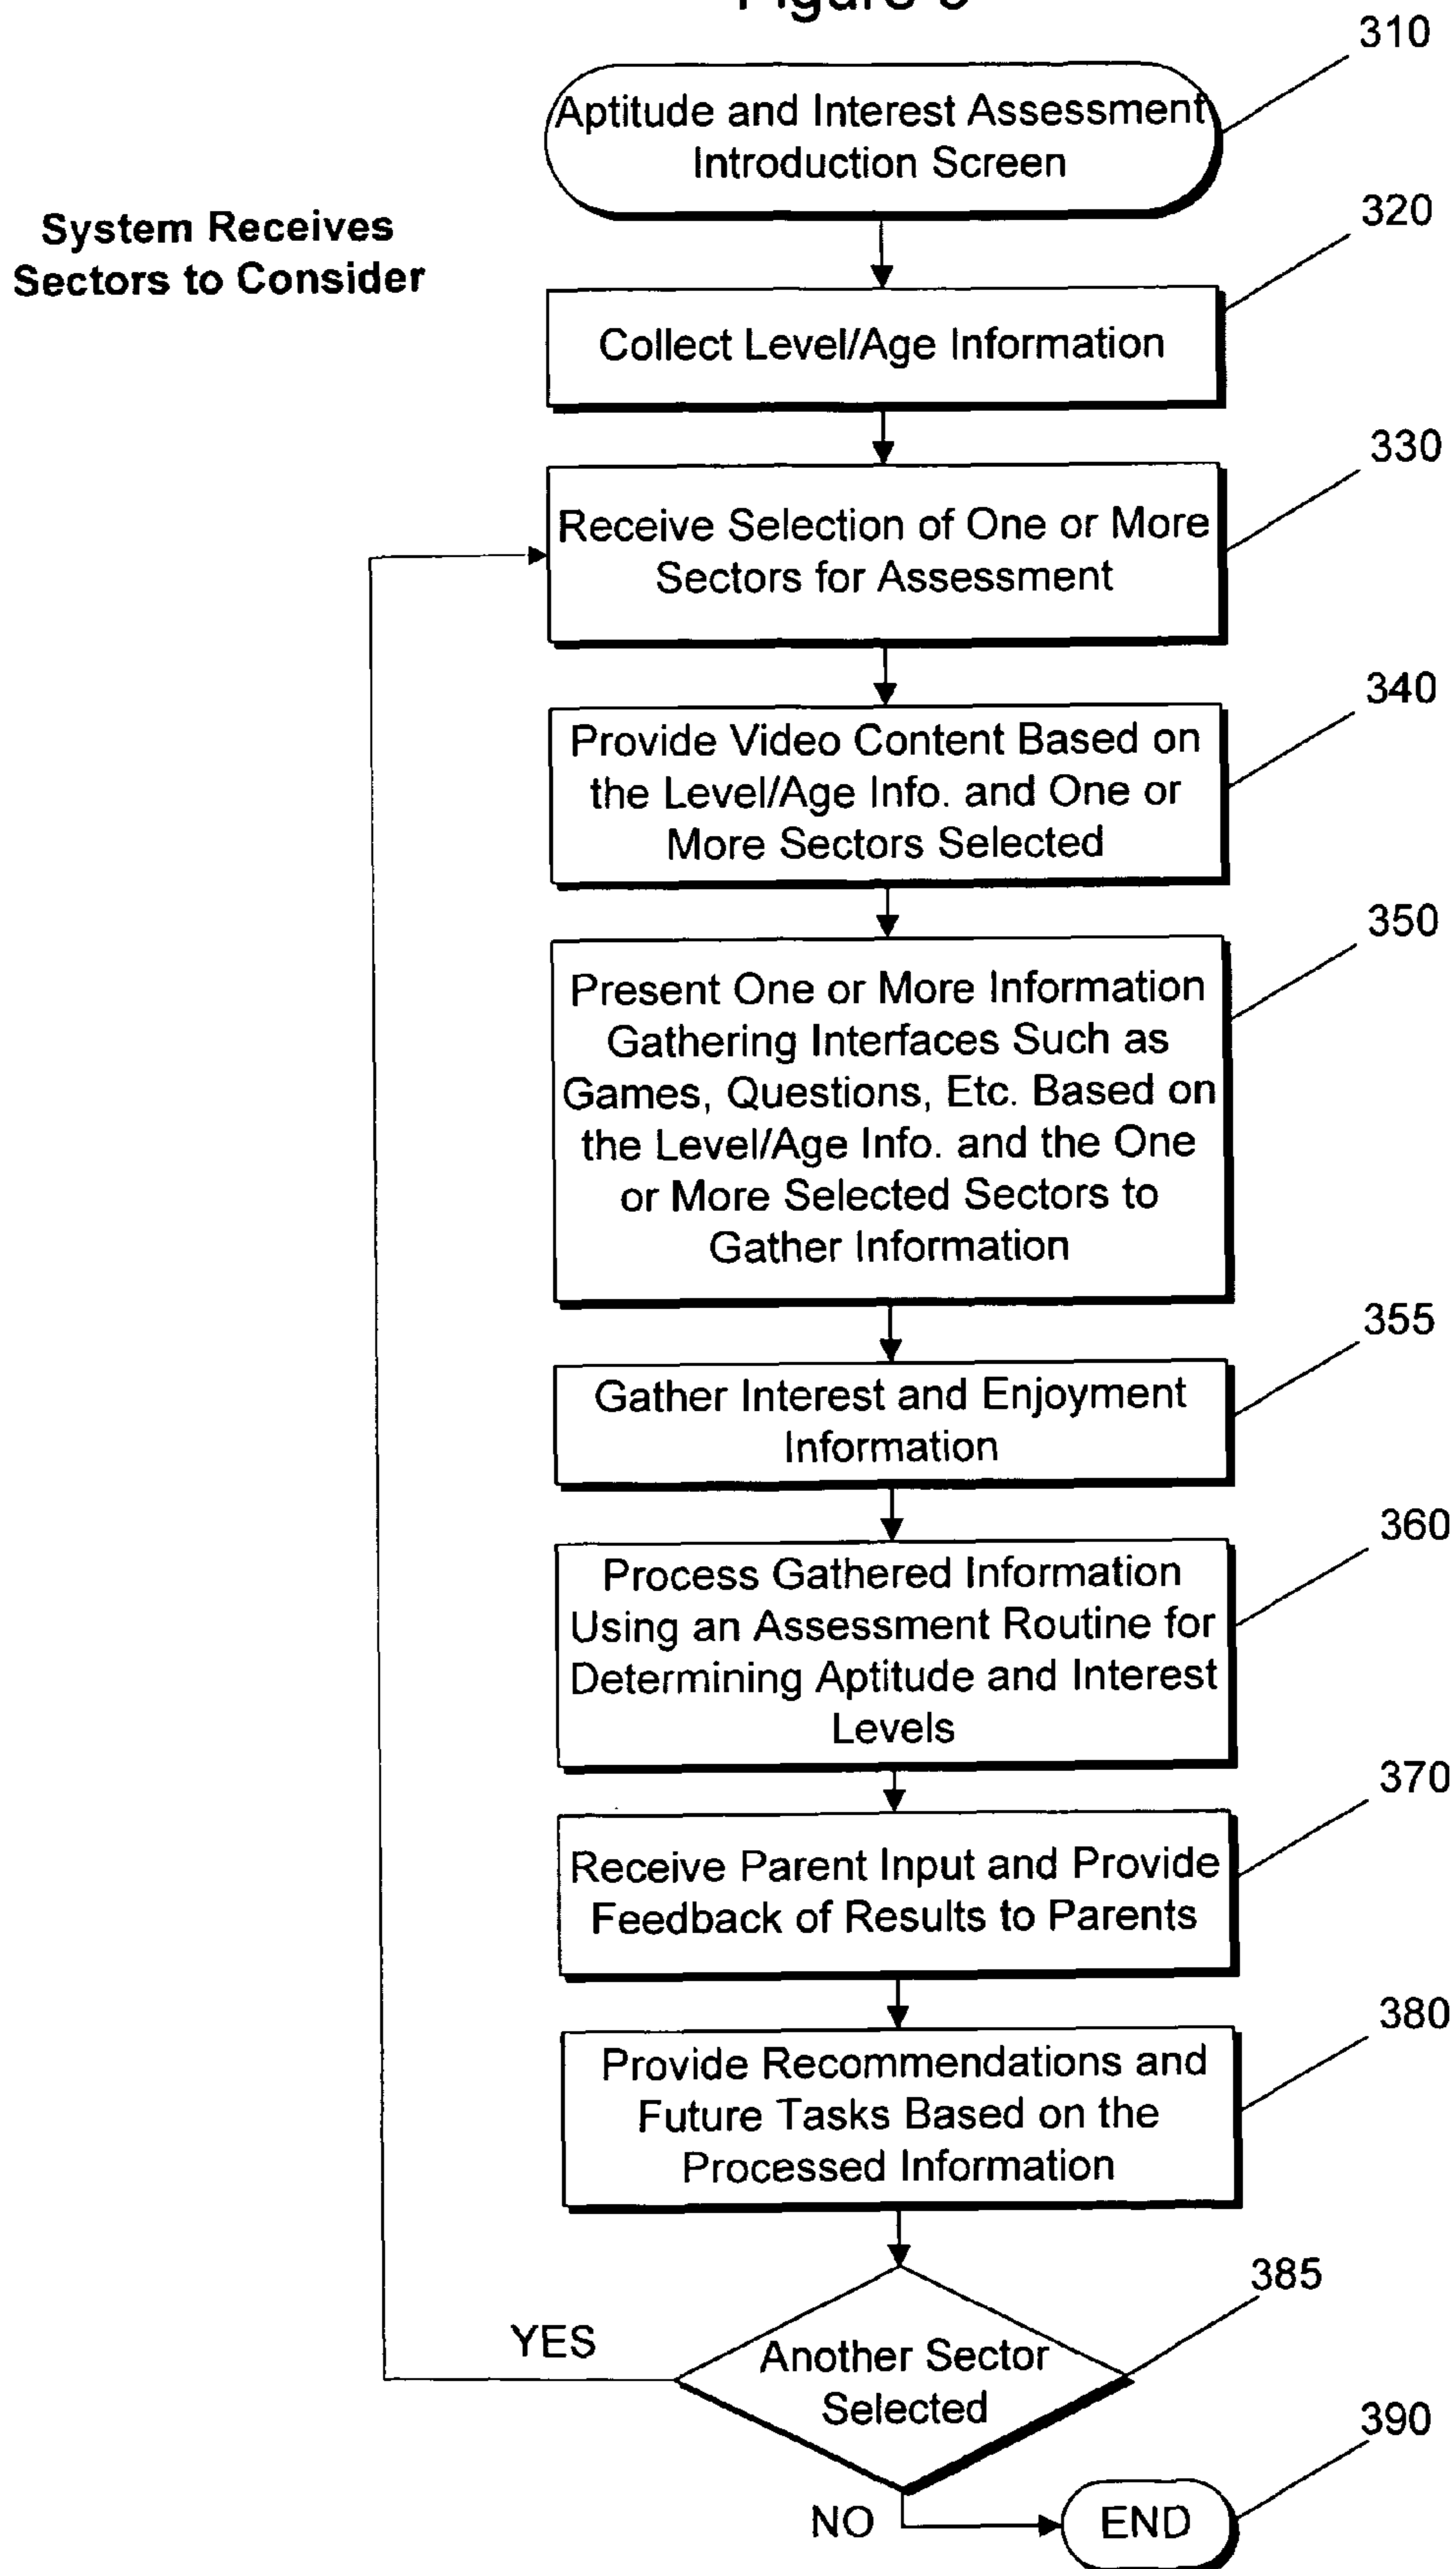 310
Aptitude and Interest Assessment
Introduction Screen
System Receives
Sectors to Consider
320
Collect Level/Age Information
330
Receive Selection of One or More
Sectors for Assessment
340
Provide Video Content Based on
the Level/Age Info. and One or
More Sectors Selected
350
Present One or More Information
Gathering Interfaces Such as
Games, Questions, Etc. Based on
the Level/Age Info. and the One
or More Selected Sectors to
Gather Information
355
Gather Interest and Enjoyment
Information
360
Process Gathered Information
Using an Assessment Routine for
Determining Aptitude and Interest
Levels
370
Receive Parent Input and Provide
Feedback of Results to Parents
380
Provide Recommendations and
Future Tasks Based on the
Processed Information
385
YES
Another Sector
Selected
390
NO
END